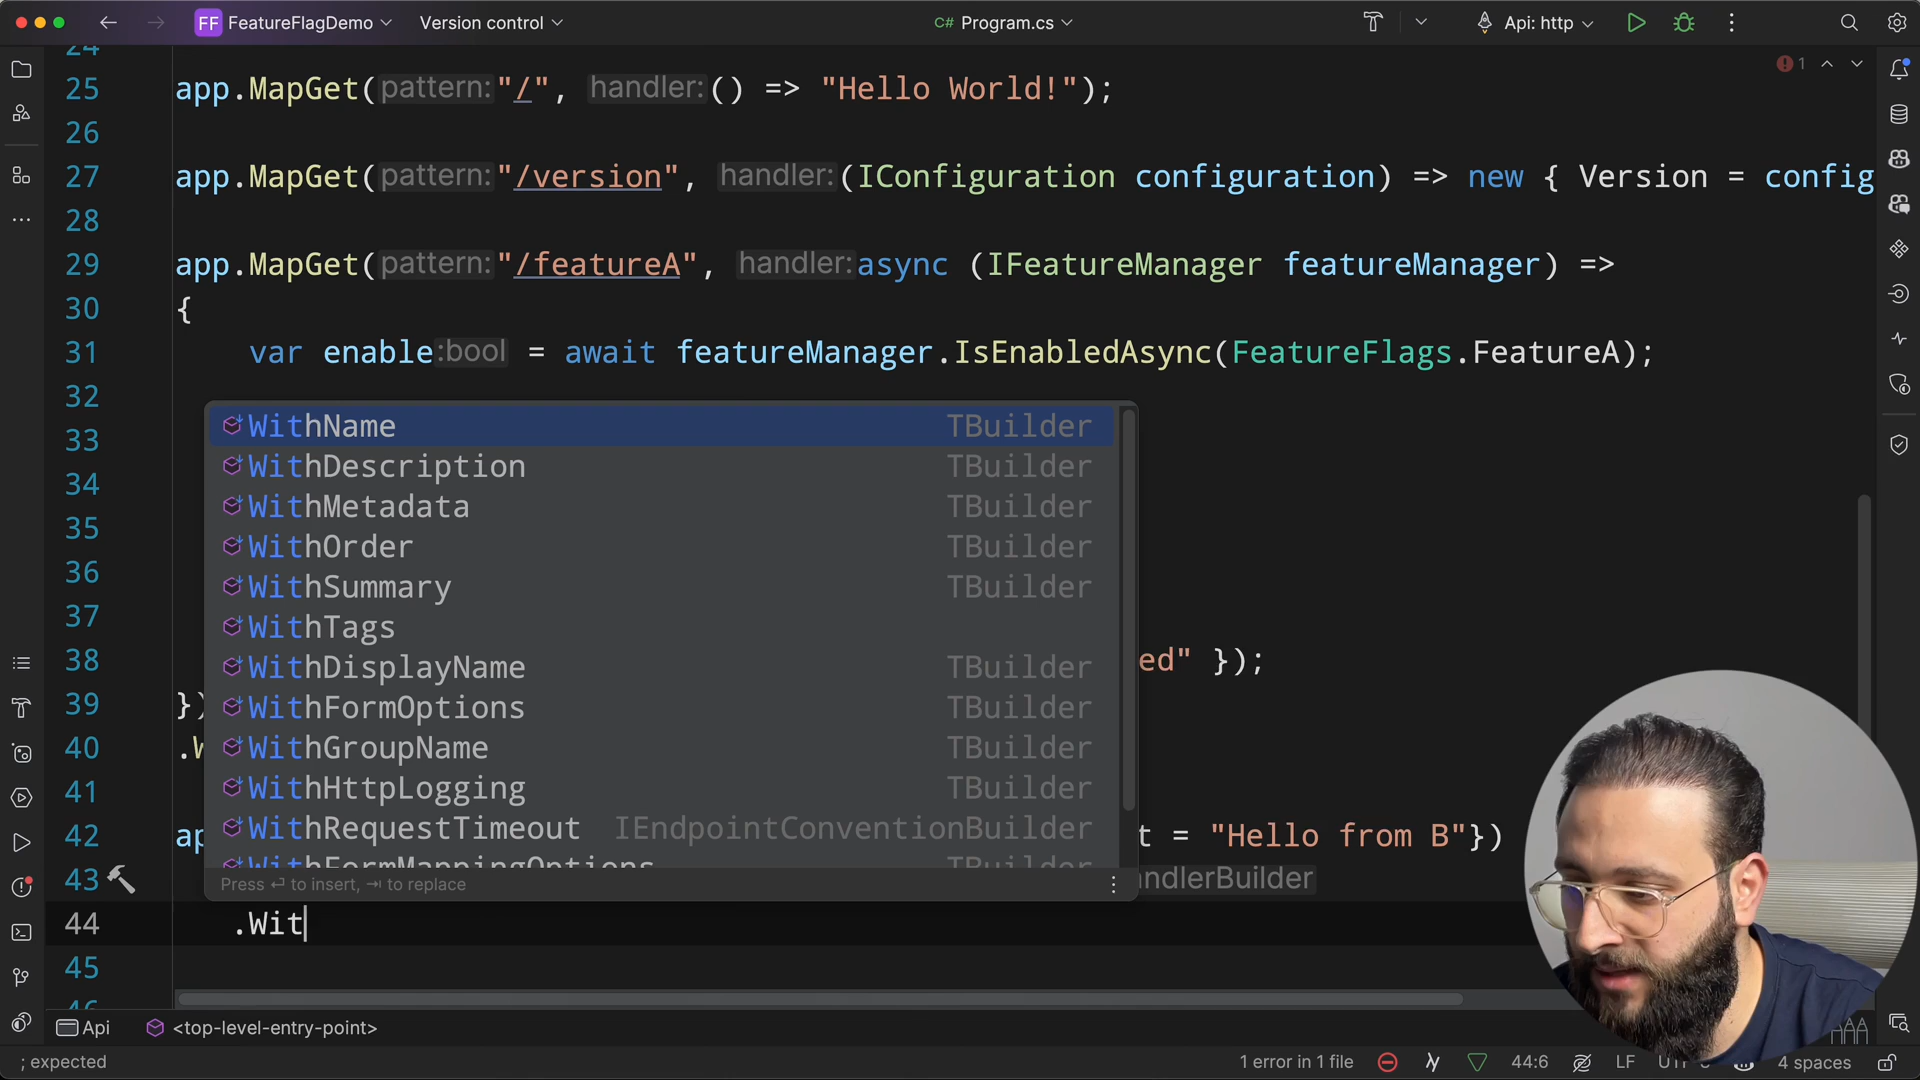 FF FeatureFlagDemo Version control C# Program.cs Api: http
24
25 app.MapGet(pattern:"/", handler:() => "Hello World!");
1
26
27 app.MapGet(pattern:"/version", handler:(IConfiguration configuration) => new { Version = config
28
29 app.MapGet(pattern:"/featureA", handler:async (IFeatureManager featureManager) =>
30 {
31 var enable:bool = await featureManager.IsEnabledAsync(FeatureFlags.FeatureA);
32
33 WithName TBuilder
WithDescription TBuilder
34 WithMetadata TBuilder
35 WithOrder TBuilder
36 WithSummary TBuilder
37 WithTags
38 WithDisplayName TBuilder ed" });
39 }) WithFormOptions TBuilder
40 .W WithGroupName TBuilder
41 WithHttpLogging TBuilder
42 ap WithRequestTimeout IEndpointConventionBuilder t = "Hello from B"})
WithFormMappingOptions TBuilder
43 Press ⏎ to insert, ⇥ to replace andlerBuilder
44 .Wit
45
Api <top-level-entry-point>
; expected 1 error in 1 file 44:6 LF 4 spaces